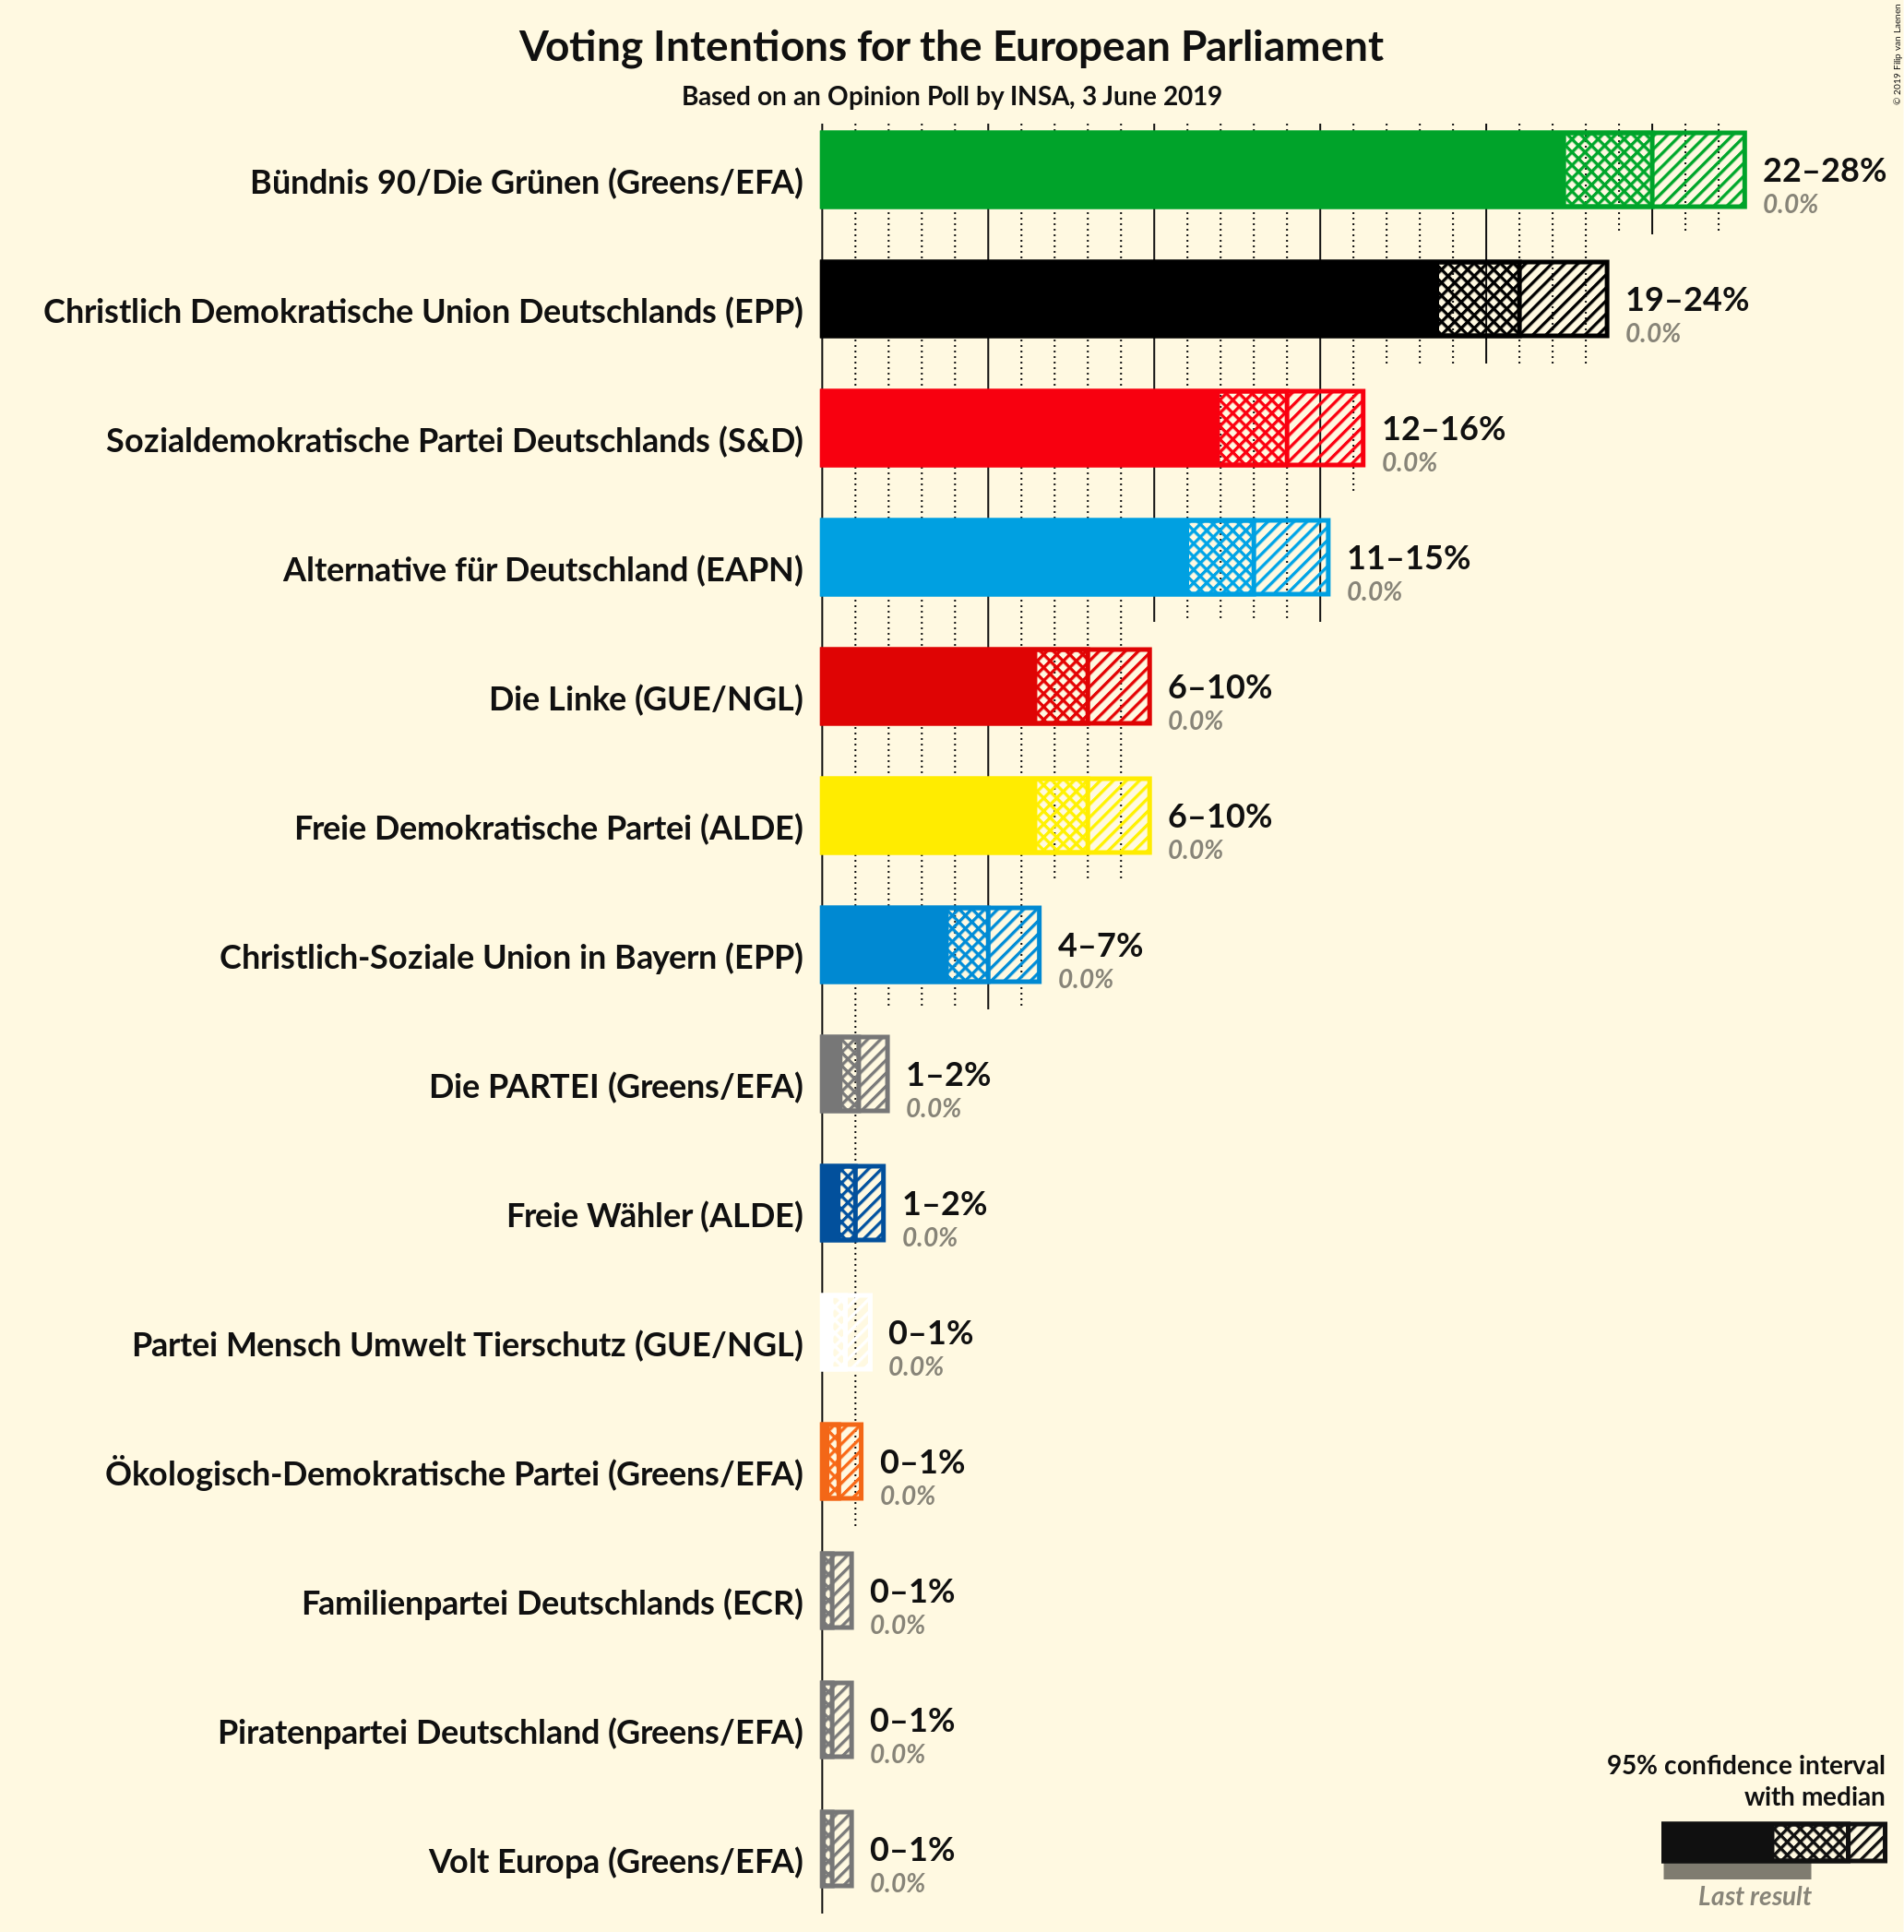 Voting Intentions for the European Parliament
Based on an Opinion Poll by INSA, 3 June 2019
© 2019 Filip van Laenen
Bündnis 90/Die Grünen (Greens/EFA)
22–28%
0.0%
Christlich Demokratische Union Deutschlands (EPP)
19–24%
0.0%
Sozialdemokratische Partei Deutschlands (S&D)
12–16%
0.0%
Alternative für Deutschland (EAPN)
11–15%
0.0%
Die Linke (GUE/NGL)
6–10%
0.0%
Freie Demokratische Partei (ALDE)
6–10%
0.0%
Christlich-Soziale Union in Bayern (EPP)
4–7%
0.0%
Die PARTEI (Greens/EFA)
1–2%
0.0%
Freie Wähler (ALDE)
1–2%
0.0%
Partei Mensch Umwelt Tierschutz (GUE/NGL)
0–1%
0.0%
Ökologisch-Demokratische Partei (Greens/EFA)
0–1%
0.0%
Familienpartei Deutschlands (ECR)
0–1%
0.0%
Piratenpartei Deutschland (Greens/EFA)
0–1%
0.0%
Volt Europa (Greens/EFA)
0–1%
0.0%
95% confidence interval
with median
Last result